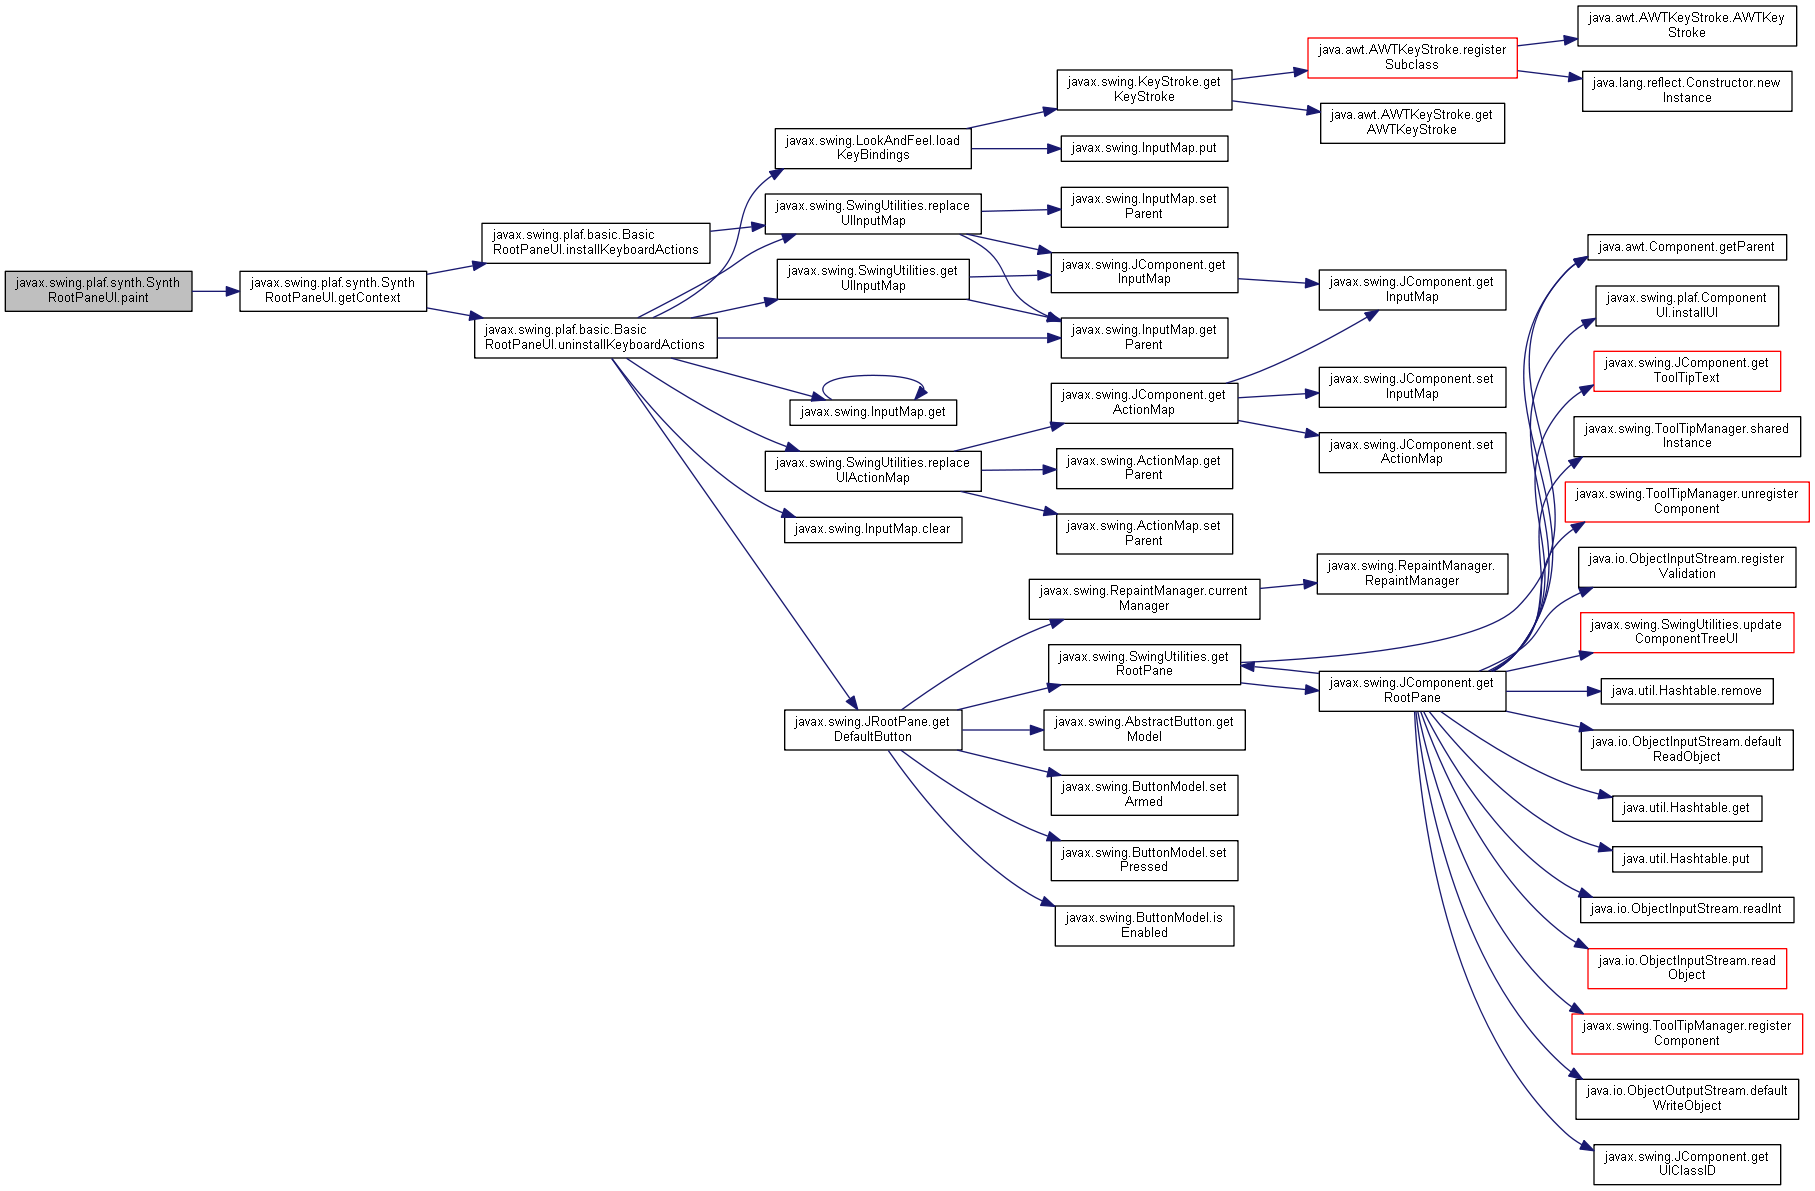 javax.swing.plaf.synth.Synth
RootPaneUI.paint
javax.swing.plaf.synth.Synth
RootPaneUI.getContext
javax.swing.plaf.basic.Basic
RootPaneUI.installKeyboardActions
javax.swing.plaf.basic.Basic
RootPaneUI.uninstallKeyboardActions
javax.swing.LookAndFeel.load
KeyBindings
javax.swing.SwingUtilities.replace
UIInputMap
javax.swing.SwingUtilities.get
UIInputMap
javax.swing.InputMap.get
javax.swing.SwingUtilities.replace
UIActionMap
javax.swing.InputMap.clear
javax.swing.JRootPane.get
DefaultButton
javax.swing.KeyStroke.get
KeyStroke
javax.swing.InputMap.put
javax.swing.InputMap.set
Parent
javax.swing.JComponent.get
InputMap
javax.swing.InputMap.get
Parent
javax.swing.JComponent.get
ActionMap
javax.swing.ActionMap.get
Parent
javax.swing.ActionMap.set
Parent
javax.swing.RepaintManager.current
Manager
javax.swing.SwingUtilities.get
RootPane
javax.swing.AbstractButton.get
Model
javax.swing.ButtonModel.set
Armed
javax.swing.ButtonModel.set
Pressed
javax.swing.ButtonModel.is
Enabled
java.awt.AWTKeyStroke.register
Subclass
java.awt.AWTKeyStroke.get
AWTKeyStroke
javax.swing.JComponent.get
InputMap
javax.swing.JComponent.set
InputMap
javax.swing.JComponent.set
ActionMap
javax.swing.RepaintManager.
RepaintManager
javax.swing.JComponent.get
RootPane
java.awt.AWTKeyStroke.AWTKey
Stroke
java.lang.reflect.Constructor.new
Instance
java.awt.Component.getParent
javax.swing.plaf.Component
UI.installUI
javax.swing.JComponent.get
ToolTipText
javax.swing.ToolTipManager.shared
Instance
javax.swing.ToolTipManager.unregister
Component
java.io.ObjectInputStream.register
Validation
javax.swing.SwingUtilities.update
ComponentTreeUI
java.util.Hashtable.remove
java.io.ObjectInputStream.default
ReadObject
java.util.Hashtable.get
java.util.Hashtable.put
java.io.ObjectInputStream.readInt
java.io.ObjectInputStream.read
Object
javax.swing.ToolTipManager.register
Component
java.io.ObjectOutputStream.default
WriteObject
javax.swing.JComponent.get
UIClassID